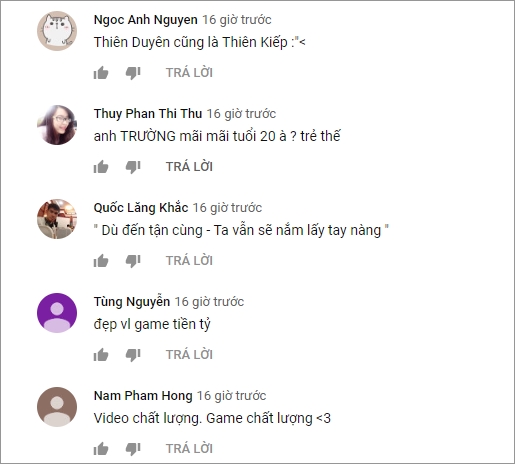 Ngoc Anh Nguyen 16 giờ trước
Thiên Duyên cũng là Thiên Kiếp :"<
TRẢ LỜI
Thuy Phan Thi Thu 16 giờ trước
anh TRƯỜNG mãi mãi tuổi 20 à ? trẻ thế
TRẢ LỜI
Quốc Lăng Khắc 16 giờ trước
" Dù đến tận cùng - Ta vẫn sẽ nắm lấy tay nàng "
TRẢ LỜI
Tùng Nguyễn 16 giờ trước
đẹp vl game tiền tỷ
TRẢ LỜI
Nam Pham Hong 16 giờ trước
Video chất lượng. Game chất lượng <3
TRẢ LỜI